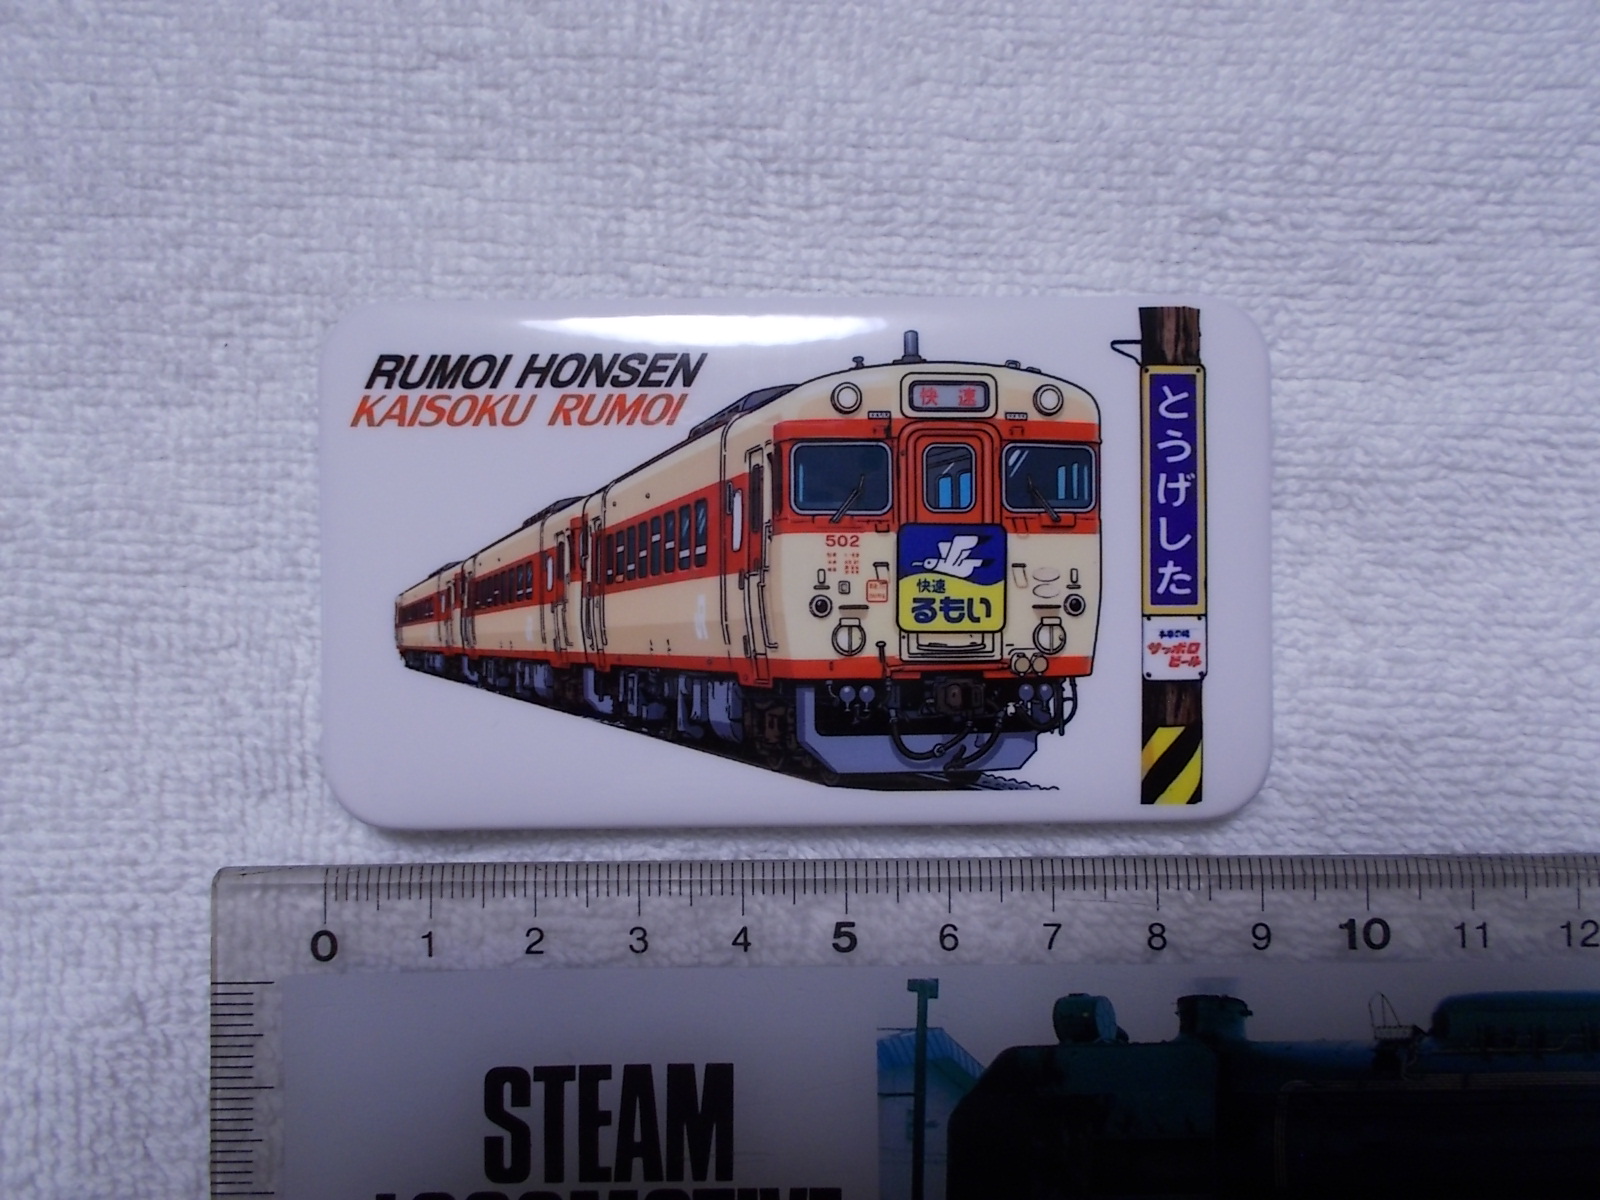 RUMOI HONSEN
KAISOKU RUMOI
快速
502
快速
るもい
とうげした
サッポロ
ビール
0 1 2 3 4 5 6 7 8 9 10 11 12
STEAM
LOCOMOTIVE